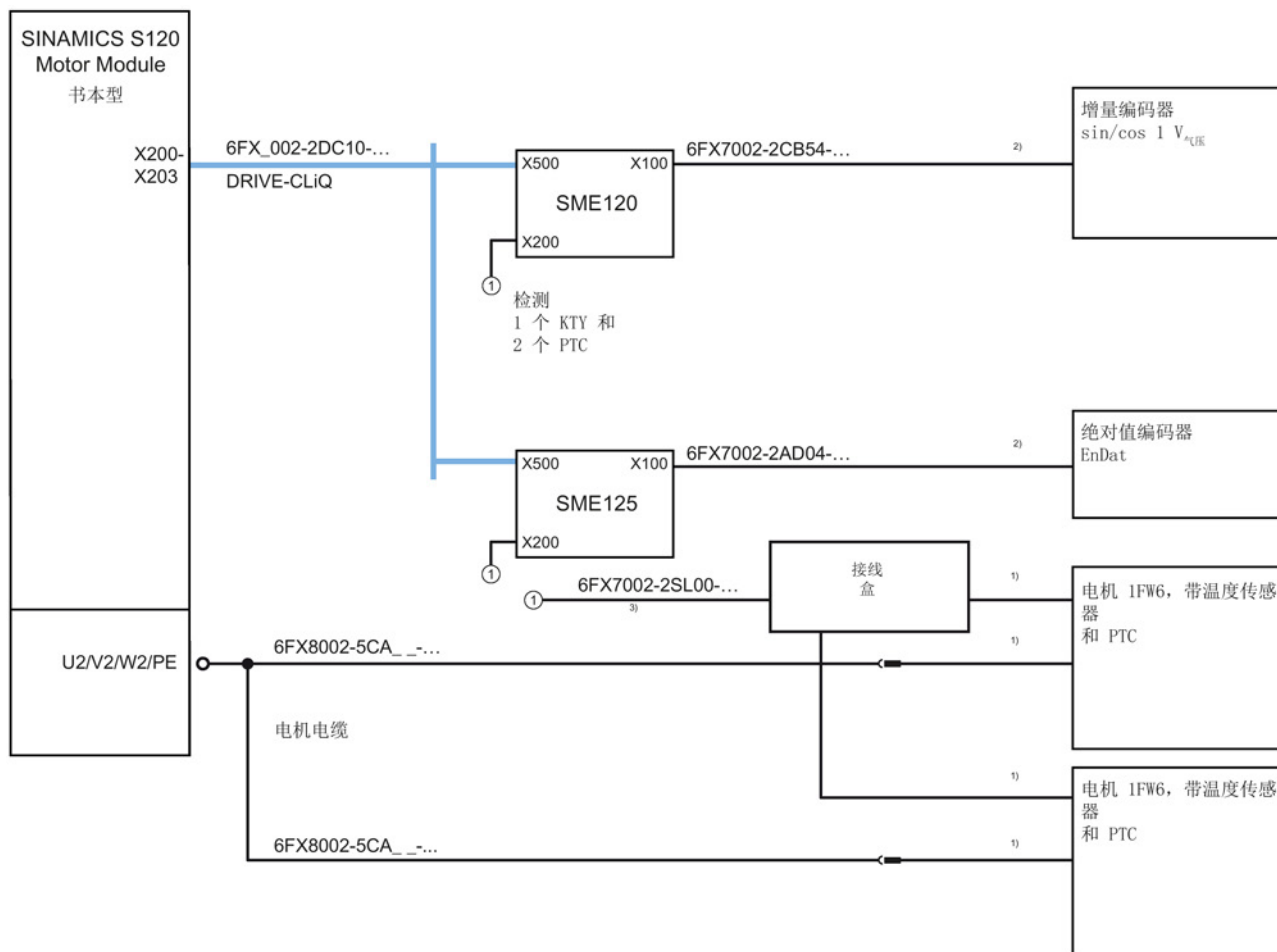 SINAMICS S120
Motor Module
书本型
X200-
X203
6FX_002-2DC10-...
DRIVE-CLiQ
X500
X100
SME120
X200
①
检测
1 个 KTY 和
2 个 PTC
6FX7002-2CB54-...
2)
增量编码器
sin/cos 1 V气压
X500
X100
SME125
X200
①
6FX7002-2AD04-...
2)
绝对值编码器
EnDat
①
6FX7002-2SL00-...
3)
接线
盒
1)
电机 1FW6，带温度传感
器
和 PTC
1)
U2/V2/W2/PE
6FX8002-5CA_ _-...
电机电缆
1)
电机 1FW6，带温度传感
器
和 PTC
6FX8002-5CA_ _-...
1)